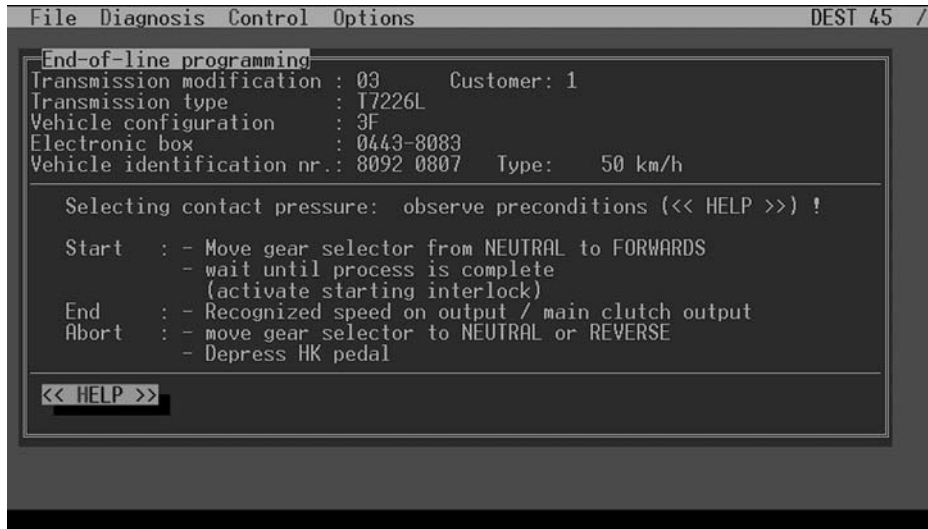 File Diagnosis Control Options DEST 45 /
End-of-line programming
Transmission modification : 03 Customer: 1
Transmission type : T7226L
Vehicle configuration : 3F
Electronic box : 0443-8083
Vehicle identification nr.: 8092 0807 Type: 50 km/h
Selecting contact pressure: observe preconditions (<< HELP >>) !
Start : - Move gear selector from NEUTRAL to FORWARDS
- wait until process is complete
(activate starting interlock)
End : - Recognized speed on output / main clutch output
Abort : - move gear selector to NEUTRAL or REVERSE
- Depress HK pedal
<< HELP >>